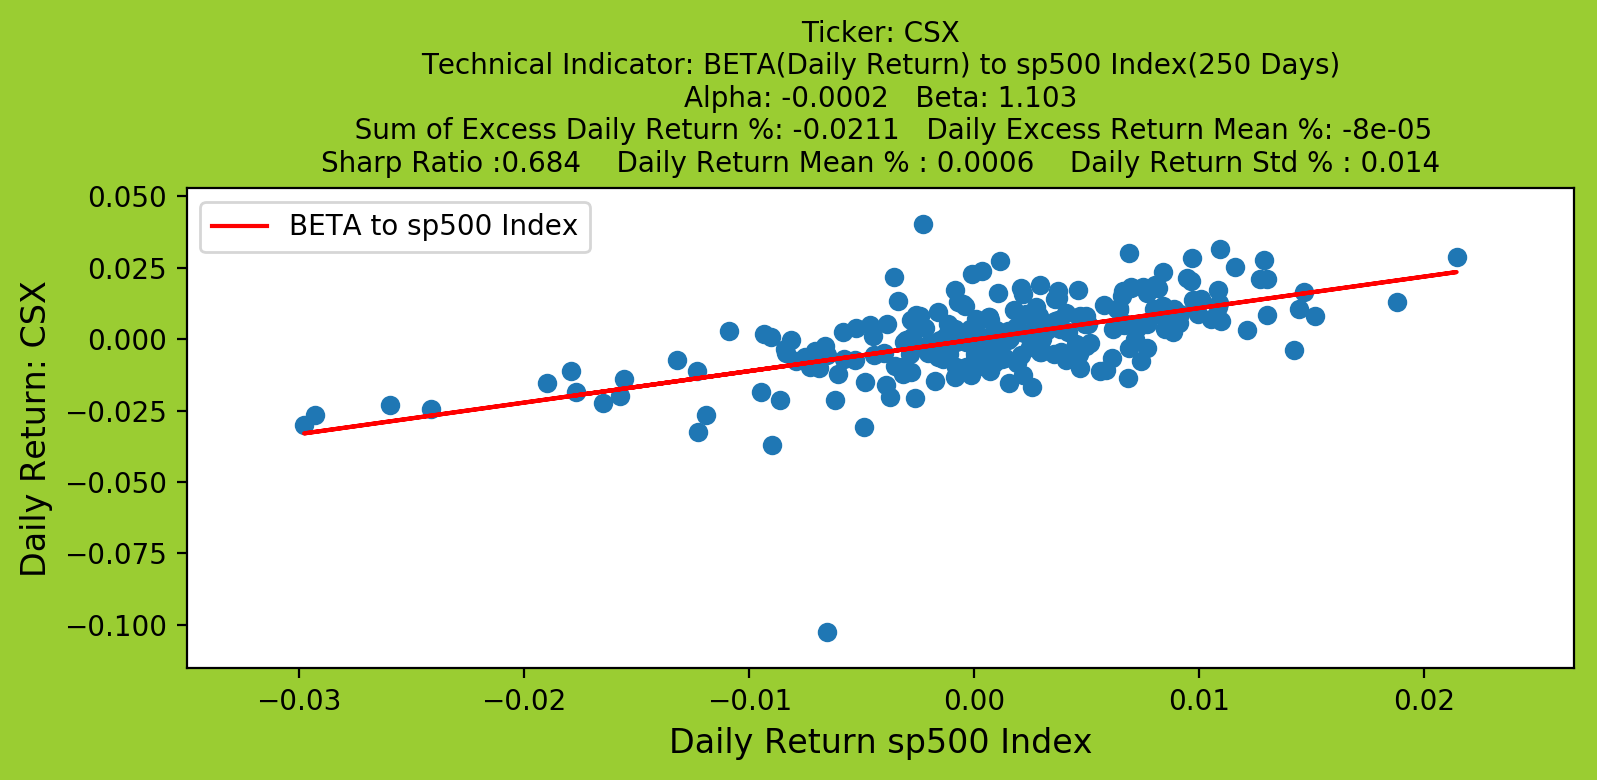 Ticker: CSX
Technical Indicator: BETA(Daily Return) to sp500 Index(250 Days)
Alpha: -0.0002   Beta: 1.103
Sum of Excess Daily Return %: -0.0211   Daily Excess Return Mean %: -8e-05
Sharp Ratio :0.684    Daily Return Mean % : 0.0006    Daily Return Std % : 0.014
BETA to sp500 Index
Daily Return: CSX
0.050
0.025
0.000
−0.025
−0.050
−0.075
−0.100
−0.03 −0.02 −0.01 0.00 0.01 0.02
Daily Return sp500 Index